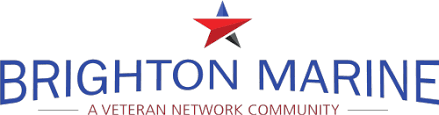 BRIGHTON MARINE
A VETERAN NETWORK COMMUNITY